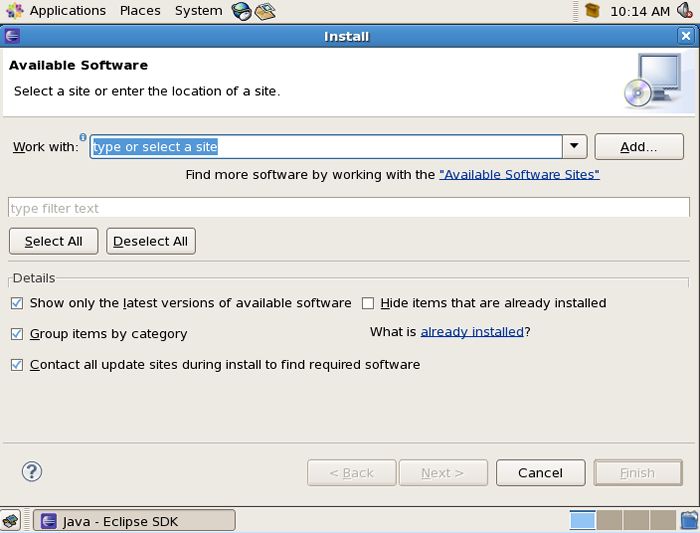 Applications Places System 10:14 AM
Install
Available Software
Select a site or enter the location of a site.
Work with: type or select a site Add...
Find more software by working with the "Available Software Sites"
type filter text
Select All Deselect All
Details
Show only the latest versions of available software Hide items that are already installed
Group items by category What is already installed?
Contact all update sites during install to find required software
? < Back Next > Cancel Finish
Java - Eclipse SDK